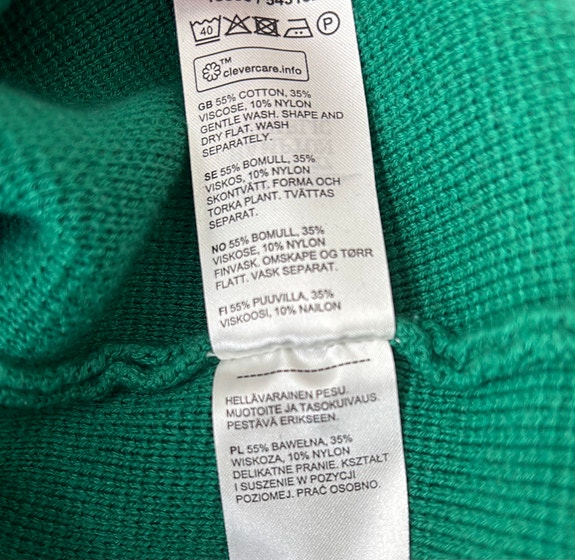 40 P
TM
clevercare.info
GB 55% COTTON, 35%
VISCOSE, 10% NYLON
GENTLE WASH. SHAPE AND
DRY FLAT. WASH
SEPARATELY.
SE 55% BOMULL, 35%
VISKOS, 10% NYLON
SKONTVÄTT. FORMA OCH
TORKA PLANT. TVÄTTAS
SEPARAT.
NO 55% BOMULL, 35%
VISKOSE, 10% NYLON
FINVASK. OMSKAPE OG TØRR
FLATT. VASK SEPARAT.
FI 55% PUUVILLA, 35%
VISKOOSI, 10% NAILON
HELLÄVARAINEN PESU.
MUOTOITE JA TASOKUIVAUS.
PESTÄVÄ ERIKSEEN.
PL 55% BAWEŁNA, 35%
WISKOZA, 10% NYLON
DELIKATNE PRANIE. KSZTAŁT
I SUSZENIE W POZYCJI
POZIOMEJ. PRAĆ OSOBNO.